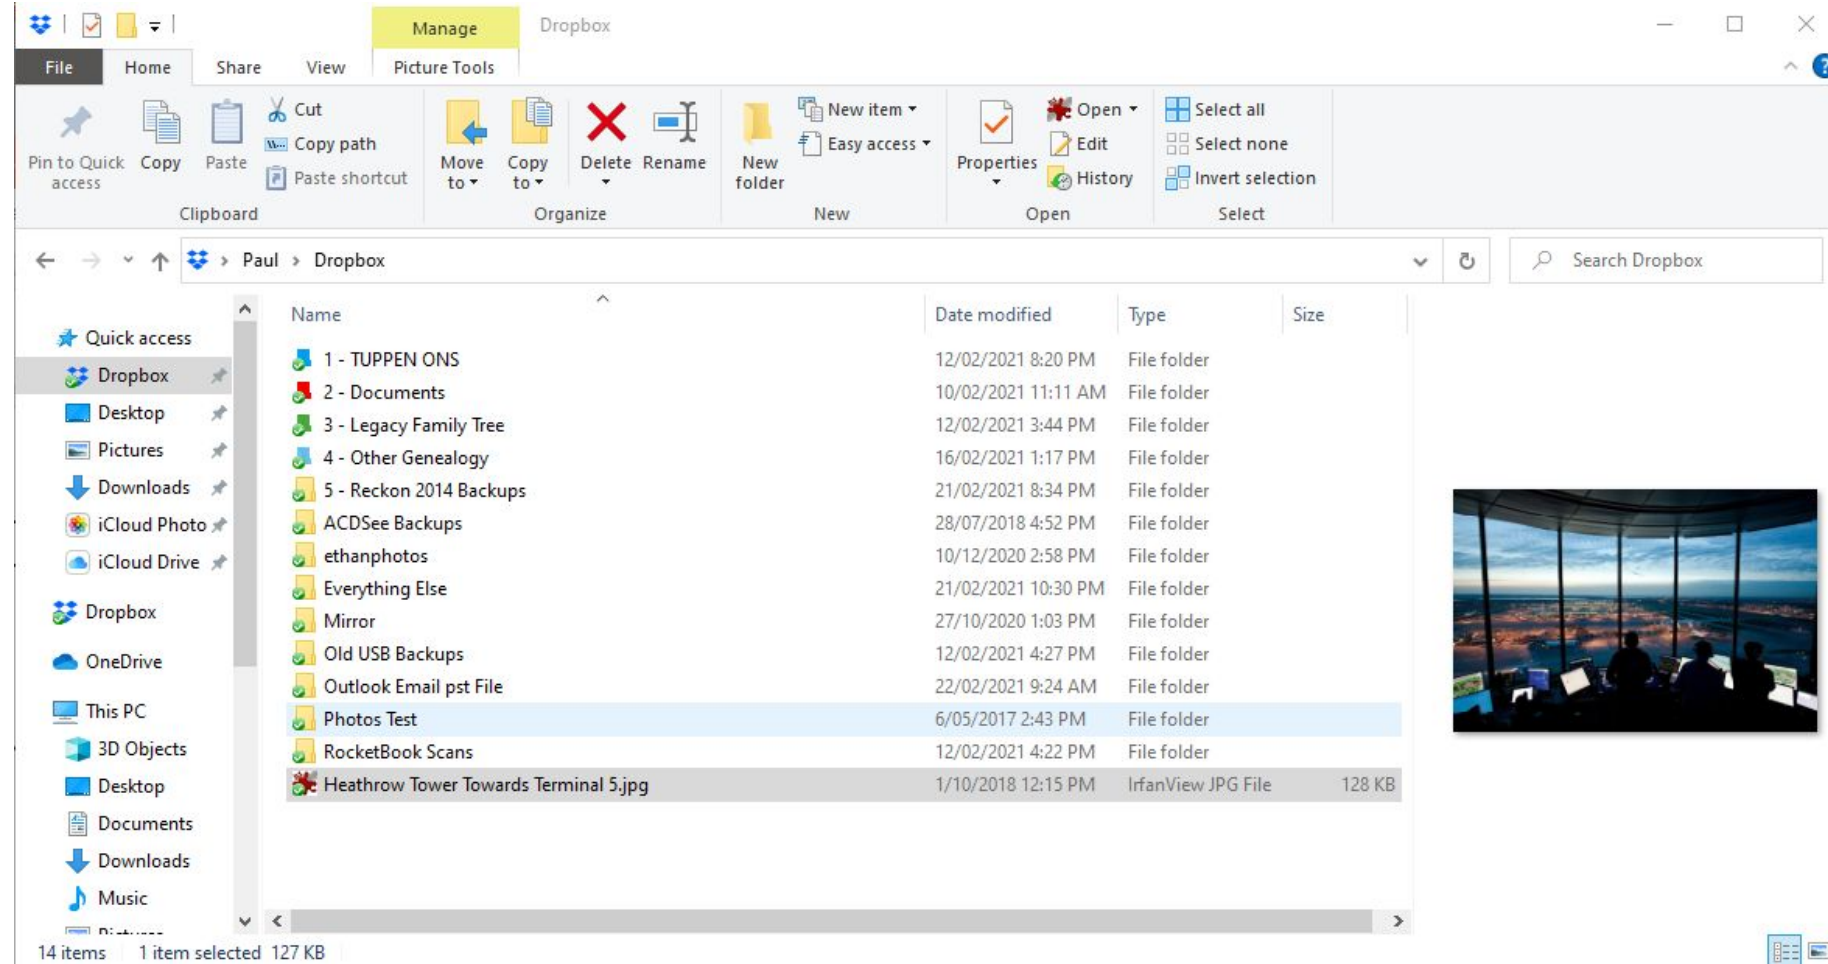 Manage Dropbox
File Home Share View Picture Tools
Pin to Quick access
Copy
Paste
Cut
Copy path
Paste shortcut
Clipboard
Move to
Copy to
Delete
Rename
Organize
New folder
New item
Easy access
New
Properties
Open
Edit
History
Open
Select all
Select none
Invert selection
Select
Paul > Dropbox
Search Dropbox
Quick access
Dropbox
Desktop
Pictures
Downloads
iCloud Photo
iCloud Drive
Dropbox
OneDrive
This PC
3D Objects
Desktop
Documents
Downloads
Music
Pictures
Name Date modified Type Size
1 - TUPPEN ONS 12/02/2021 8:20 PM File folder
2 - Documents 10/02/2021 11:11 AM File folder
3 - Legacy Family Tree 12/02/2021 3:44 PM File folder
4 - Other Genealogy 16/02/2021 1:17 PM File folder
5 - Reckon 2014 Backups 21/02/2021 8:34 PM File folder
ACDSee Backups 28/07/2018 4:52 PM File folder
ethanphotos 10/12/2020 2:58 PM File folder
Everything Else 21/02/2021 10:30 PM File folder
Mirror 27/10/2020 1:03 PM File folder
Old USB Backups 12/02/2021 4:27 PM File folder
Outlook Email pst File 22/02/2021 9:24 AM File folder
Photos Test 6/05/2017 2:43 PM File folder
RocketBook Scans 12/02/2021 4:22 PM File folder
Heathrow Tower Towards Terminal 5.jpg 1/10/2018 12:15 PM IrfanView JPG File 128 KB
14 items 1 item selected 127 KB